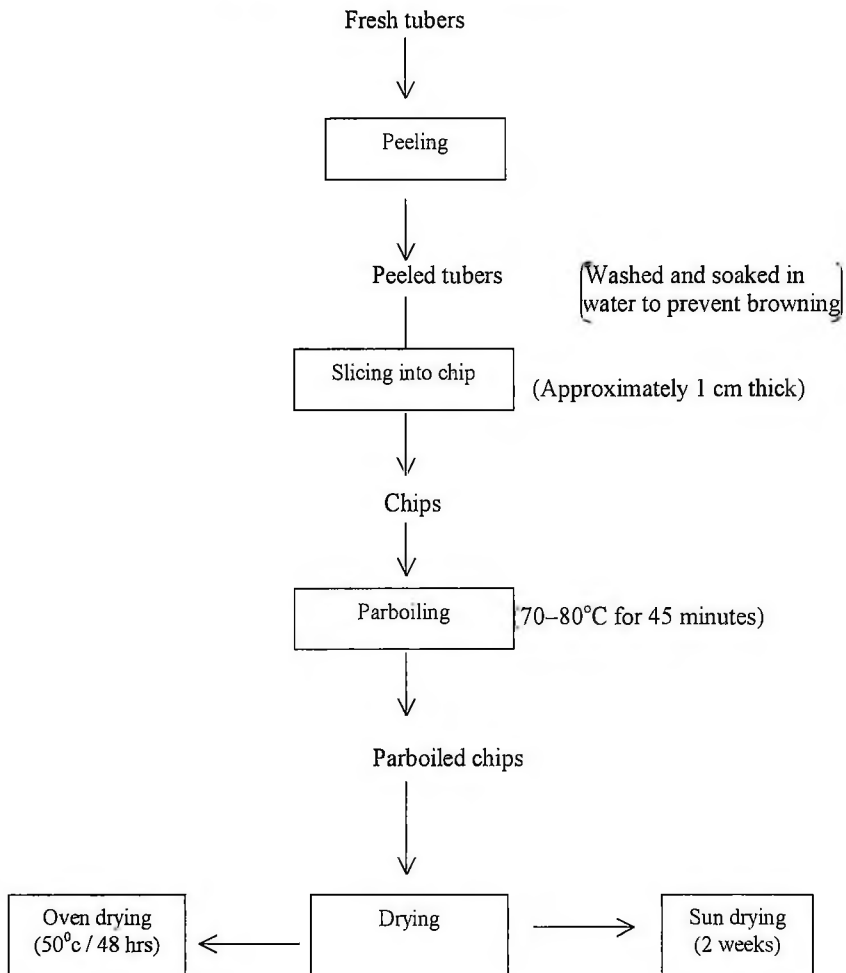 Fresh tubers
Peeling
Peeled tubers
(Washed and soaked in
water to prevent browning)
Slicing into chip
(Approximately 1 cm thick)
Chips
Parboiling
(70–80°C for 45 minutes)
Parboiled chips
Oven drying
(50⁰c / 48 hrs)
Drying
Sun drying
(2 weeks)